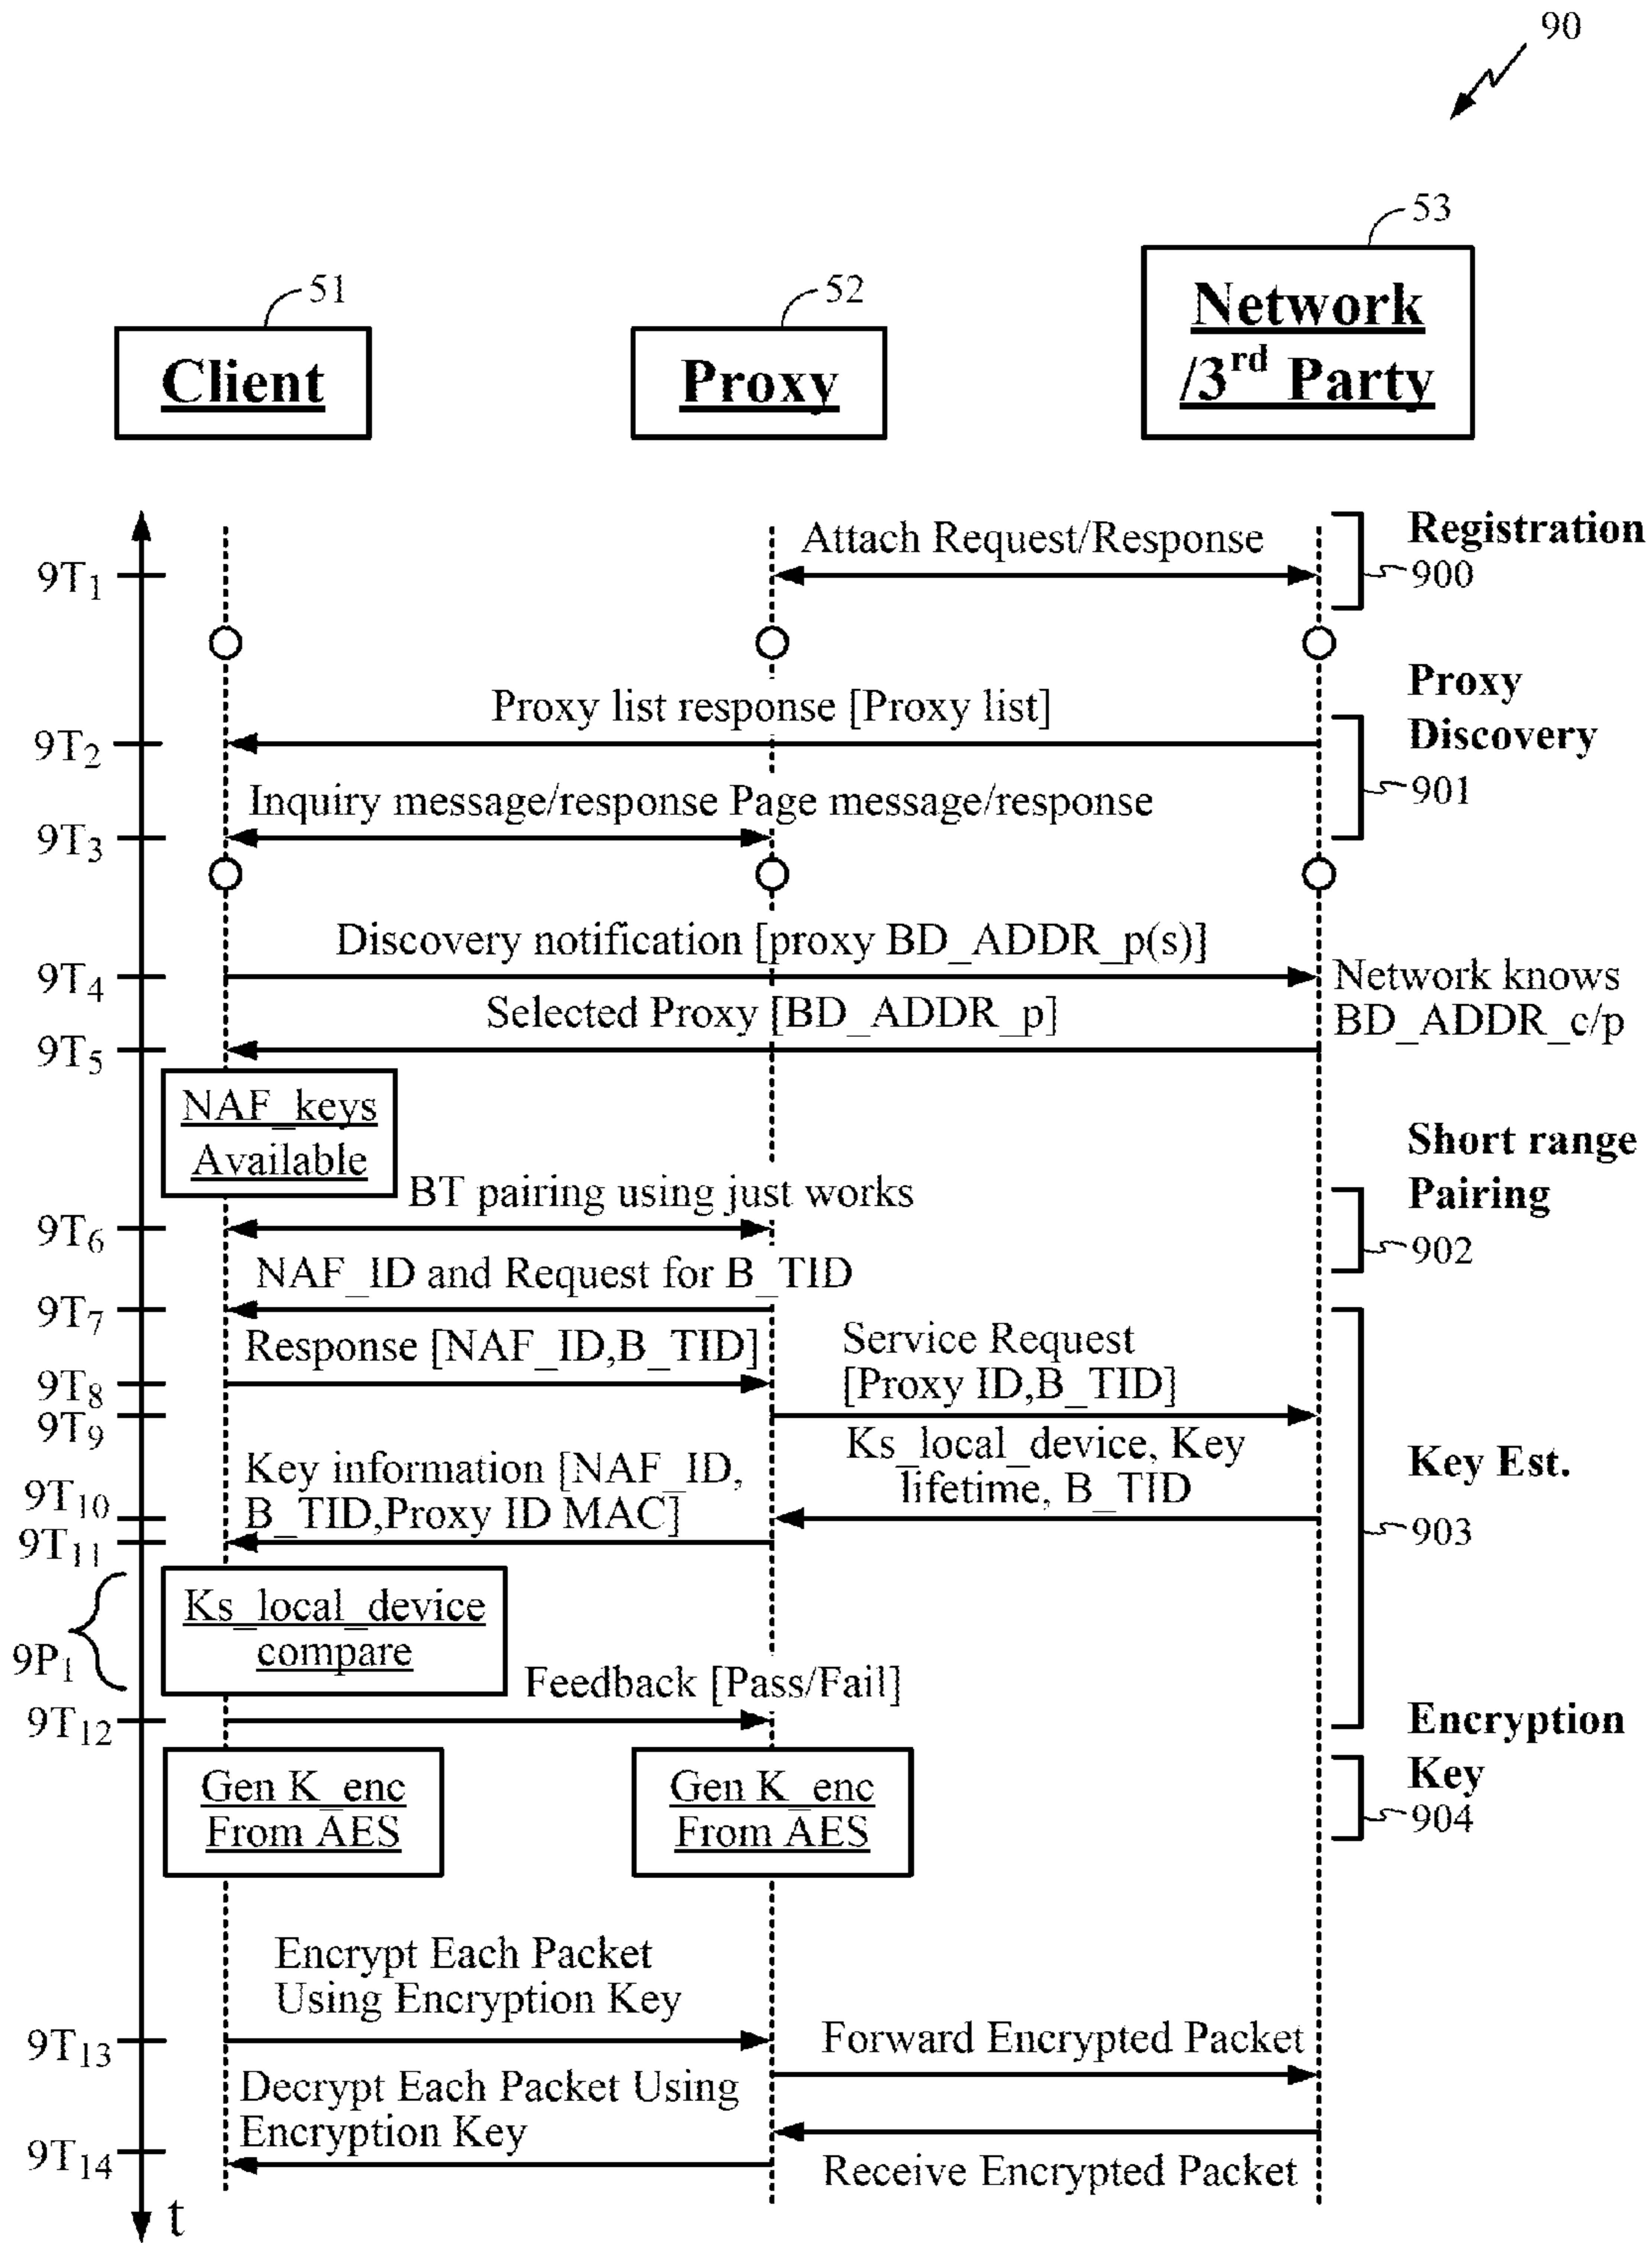 90
53
51
52
Network
/3rd Party
Client
Proxy
Attach Request/Response
Registration
900
9T1
Proxy list response [Proxy list]
Proxy
Discovery
901
9T2
Inquiry message/response Page message/response
9T3
Discovery notification [proxy BD_ADDR_p(s)]
9T4
Network knows
BD_ADDR_c/p
Selected Proxy [BD_ADDR_p]
9T5
NAF_keys
Available
Short range
Pairing
902
BT pairing using just works
9T6
NAF_ID and Request for B_TID
9T7
Response [NAF_ID,B_TID]
9T8
Service Request
[Proxy ID,B_TID]
9T9
Ks_local_device, Key
lifetime, B_TID
Key Est.
903
Key information [NAF_ID,
B_TID,Proxy ID MAC]
9T10
9T11
Ks_local_device
compare
9P1
Feedback [Pass/Fail]
9T12
Encryption
Key
904
Gen K_enc
From AES
Gen K_enc
From AES
Encrypt Each Packet
Using Encryption Key
9T13
Forward Encrypted Packet
Decrypt Each Packet Using
Encryption Key
9T14
Receive Encrypted Packet
t